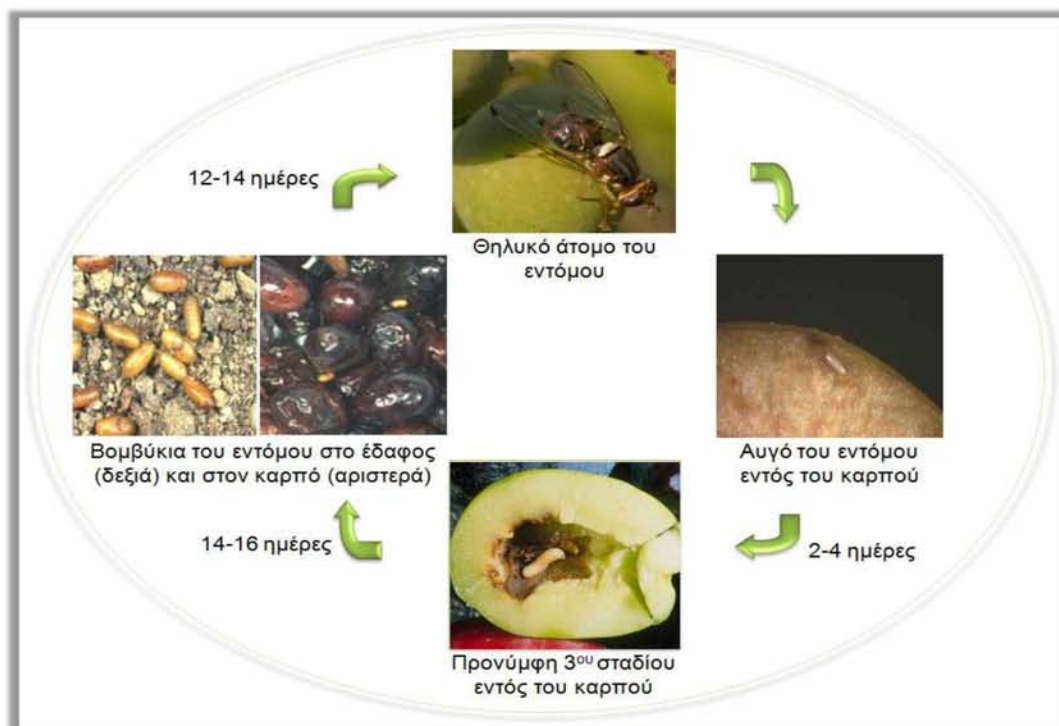 12-14 ημέρες
Θηλυκό άτομο του
εντόμου
Βομβύκια του εντόμου στο έδαφος
(δεξιά) και στον καρπό (αριστερά)
Αυγό του εντόμου
εντός του καρπού
14-16 ημέρες
2-4 ημέρες
Προνύμφη 3ου σταδίου
εντός του καρπού